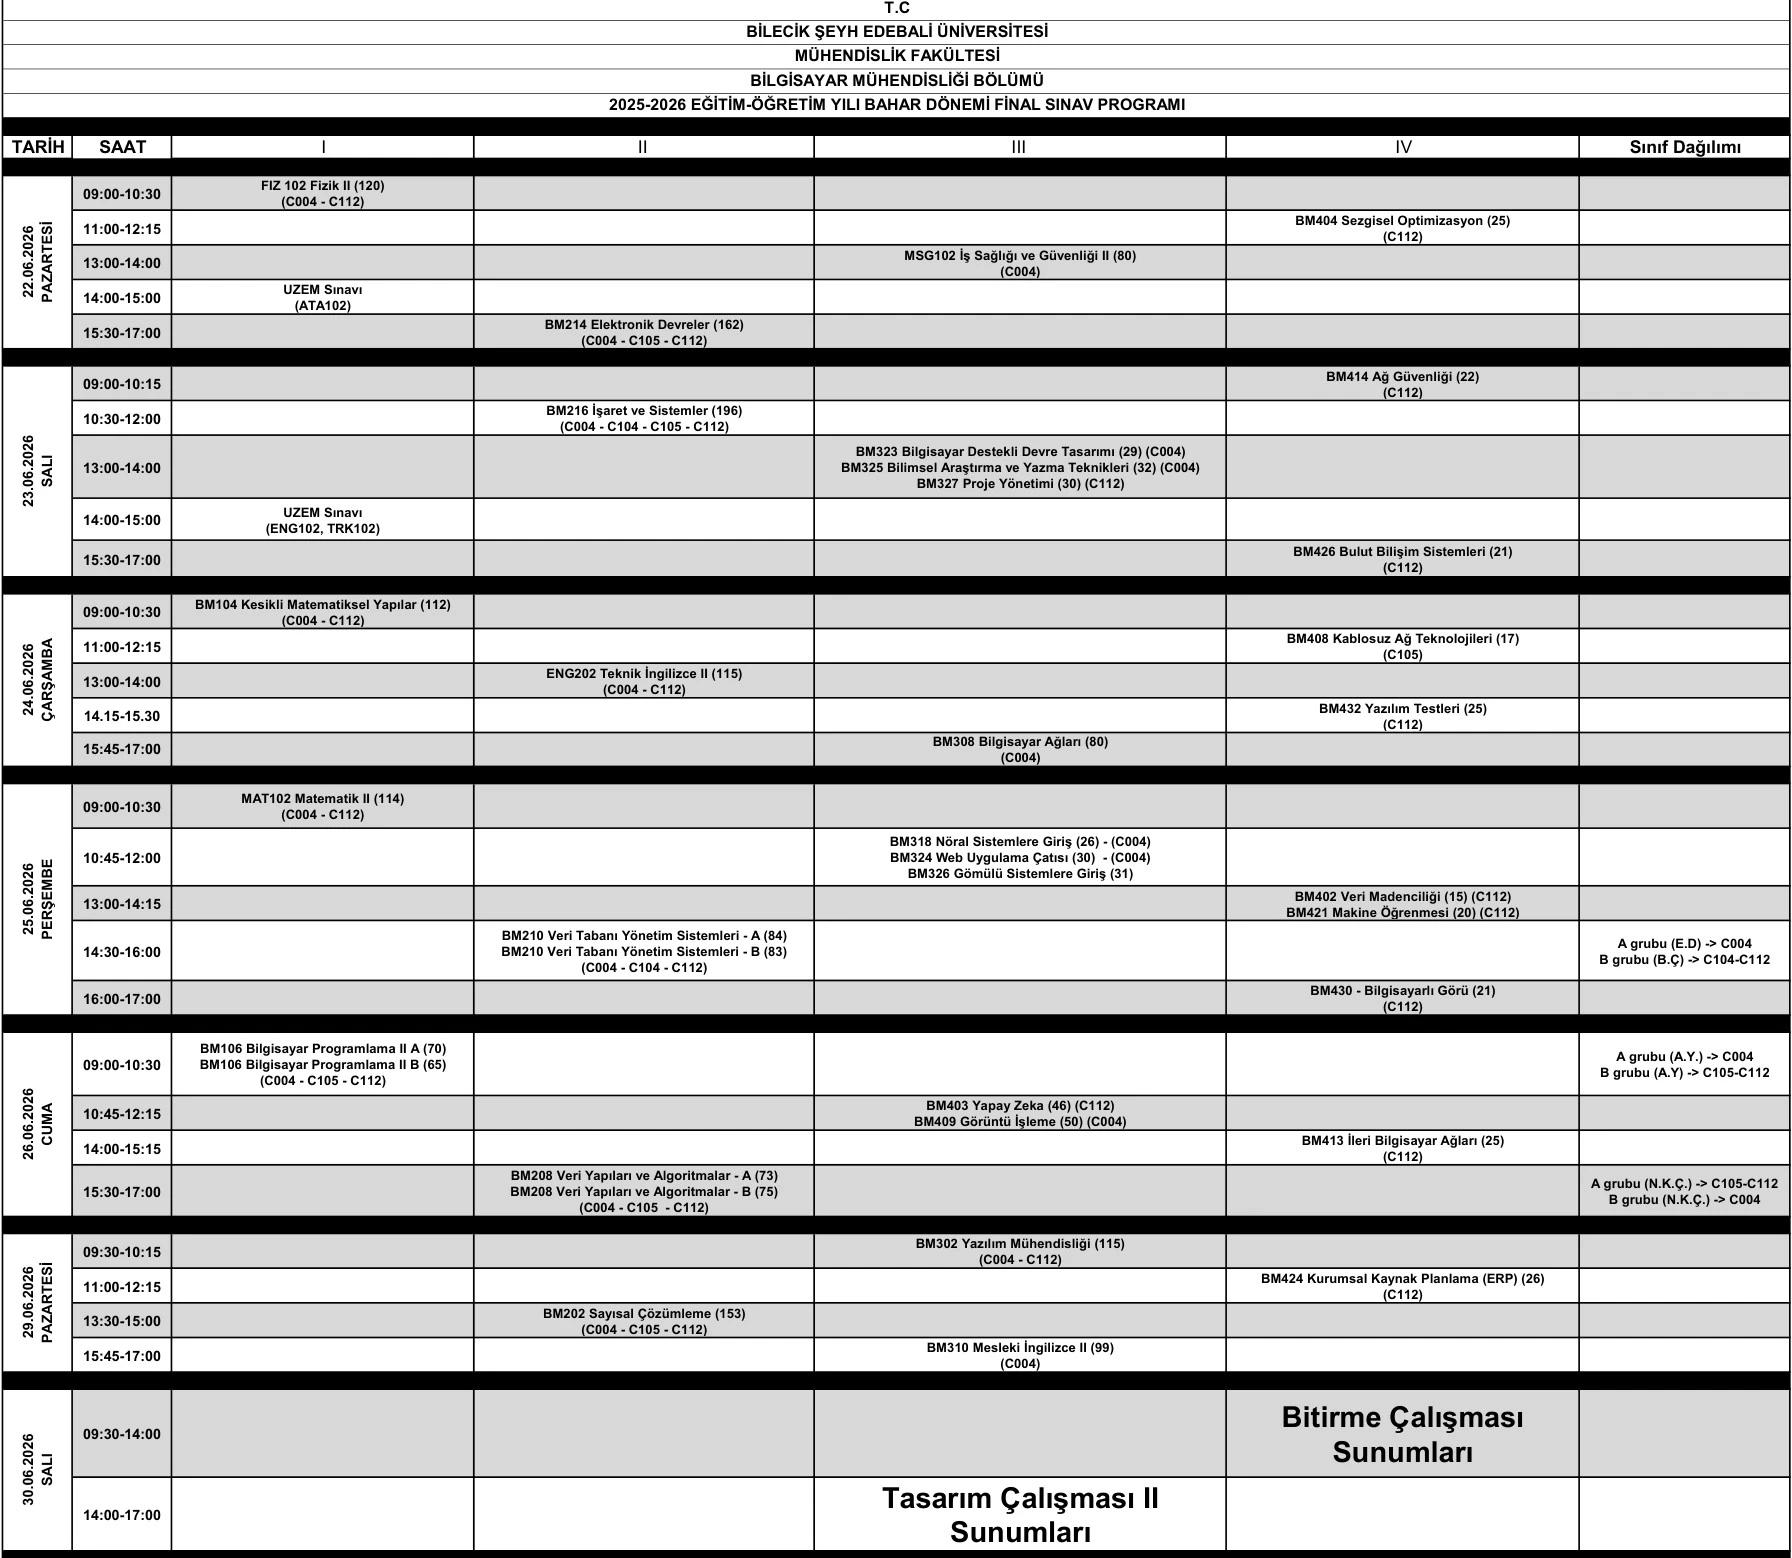 T.C
BİLECİK ŞEYH EDEBALİ ÜNİVERSİTESİ
MÜHENDİSLİK FAKÜLTESİ
BİLGİSAYAR MÜHENDİSLİĞİ BÖLÜMÜ
2025-2026 EĞİTİM-ÖĞRETİM YILI BAHAR DÖNEMİ FİNAL SINAV PROGRAMI
TARİH SAAT I II III IV Sınıf Dağılımı
22.06.2026
PAZARTESİ
09:00-10:30
FIZ 102 Fizik II (120)
(C004 - C112)
11:00-12:15
BM404 Sezgisel Optimizasyon (25)
(C112)
13:00-14:00
MSG102 İş Sağlığı ve Güvenliği II (80)
(C004)
14:00-15:00
UZEM Sınavı
(ATA102)
15:30-17:00
BM214 Elektronik Devreler (162)
(C004 - C105 - C112)
23.06.2026
SALI
09:00-10:15
BM414 Ağ Güvenliği (22)
(C112)
10:30-12:00
BM216 İşaret ve Sistemler (196)
(C004 - C104 - C105 - C112)
13:00-14:00
BM323 Bilgisayar Destekli Devre Tasarımı (29) (C004)
BM325 Bilimsel Araştırma ve Yazma Teknikleri (32) (C004)
BM327 Proje Yönetimi (30) (C112)
14:00-15:00
UZEM Sınavı
(ENG102, TRK102)
15:30-17:00
BM426 Bulut Bilişim Sistemleri (21)
(C112)
24.06.2026
ÇARŞAMBA
09:00-10:30
BM104 Kesikli Matematiksel Yapılar (112)
(C004 - C112)
11:00-12:15
BM408 Kablosuz Ağ Teknolojileri (17)
(C105)
13:00-14:00
ENG202 Teknik İngilizce II (115)
(C004 - C112)
14.15-15.30
BM432 Yazılım Testleri (25)
(C112)
15:45-17:00
BM308 Bilgisayar Ağları (80)
(C004)
25.06.2026
PERŞEMBE
09:00-10:30
MAT102 Matematik II (114)
(C004 - C112)
10:45-12:00
BM318 Nöral Sistemlere Giriş (26) - (C004)
BM324 Web Uygulama Çatısı (30)  - (C004)
BM326 Gömülü Sistemlere Giriş (31)
13:00-14:15
BM402 Veri Madenciliği (15) (C112)
BM421 Makine Öğrenmesi (20) (C112)
14:30-16:00
BM210 Veri Tabanı Yönetim Sistemleri - A (84)
BM210 Veri Tabanı Yönetim Sistemleri - B (83)
(C004 - C104 - C112)
A grubu (E.D) -> C004
B grubu (B.Ç) -> C104-C112
16:00-17:00
BM430 - Bilgisayarlı Görü (21)
(C112)
26.06.2026
CUMA
09:00-10:30
BM106 Bilgisayar Programlama II A (70)
BM106 Bilgisayar Programlama II B (65)
(C004 - C105 - C112)
A grubu (A.Y.) -> C004
B grubu (A.Y) -> C105-C112
10:45-12:15
BM403 Yapay Zeka (46) (C112)
BM409 Görüntü İşleme (50) (C004)
14:00-15:15
BM413 İleri Bilgisayar Ağları (25)
(C112)
15:30-17:00
BM208 Veri Yapıları ve Algoritmalar - A (73)
BM208 Veri Yapıları ve Algoritmalar - B (75)
(C004 - C105  - C112)
A grubu (N.K.Ç.) -> C105-C112
B grubu (N.K.Ç.) -> C004
29.06.2026
PAZARTESİ
09:30-10:15
BM302 Yazılım Mühendisliği (115)
(C004 - C112)
11:00-12:15
BM424 Kurumsal Kaynak Planlama (ERP) (26)
(C112)
13:30-15:00
BM202 Sayısal Çözümleme (153)
(C004 - C105 - C112)
15:45-17:00
BM310 Mesleki İngilizce II (99)
(C004)
30.06.2026
SALI
09:30-14:00
Bitirme Çalışması
Sunumları
14:00-17:00
Tasarım Çalışması II
Sunumları